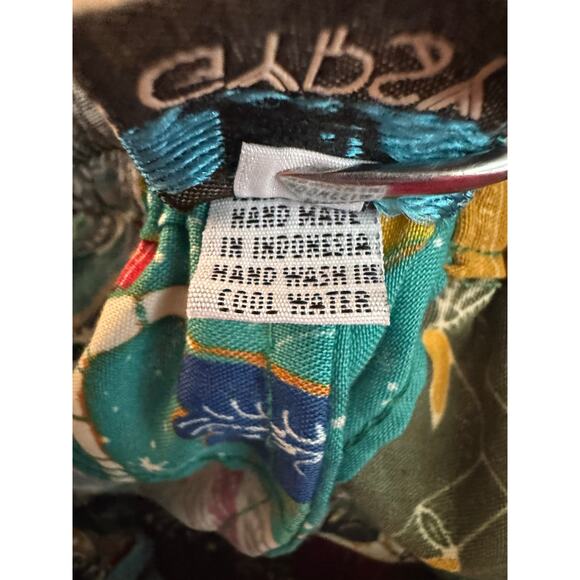 HAND MADE
IN INDONESIA
HAND WASH IN
COOL WATER